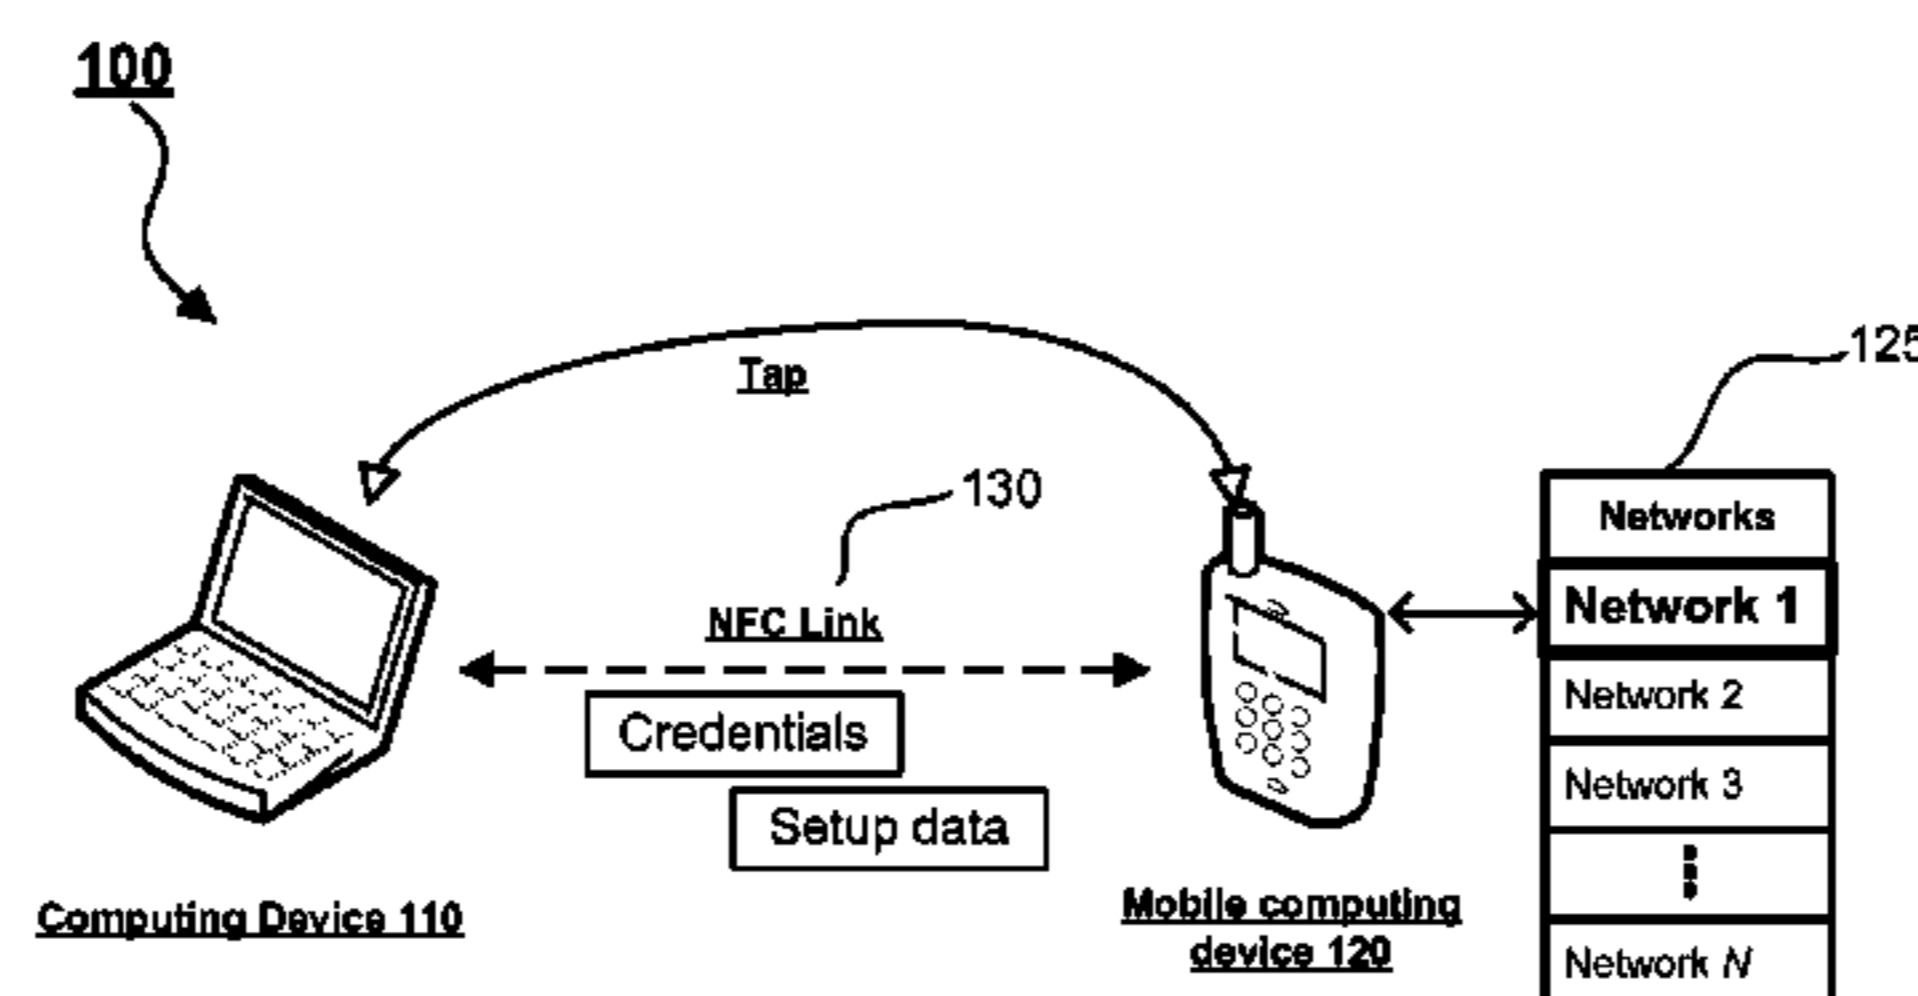 100
Tap
125
130
Networks
NFC Link
Network 1
Credentials
Network 2
Setup data
Network 3
Computing Device 110
Mobile computing
device 120
Network N